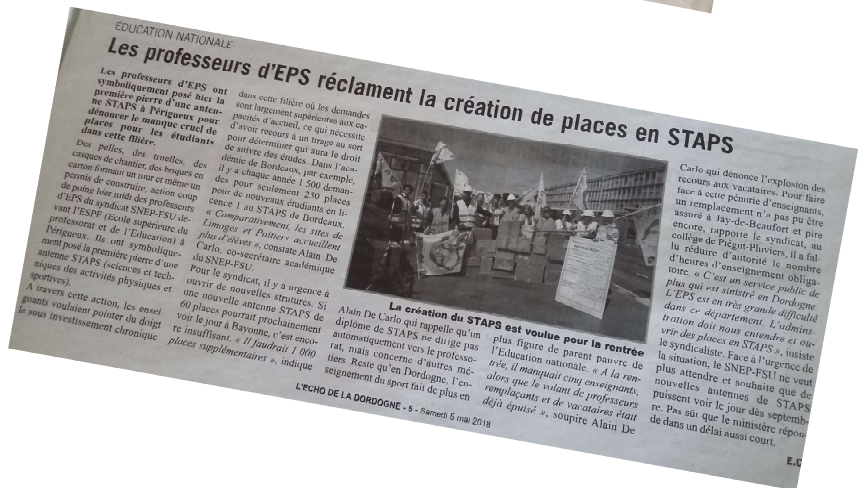 EDUCATION NATIONALE
Les professeurs d'EPS réclament la création de places en STAPS
Les professeurs d'EPS ont
symboliquement posé hier la
première pierre d'une anten-
ne STAPS à Périgueux pour
dénoncer le manque cruel de
places pour les étudiants
dans cette filière.
Des pelles, des truelles, des
casques de chantier, des briques en
carton formant un mur et même un
permis de construire, action coup
de poing hier midi des professeurs
d'EPS du syndicat SNEP-FSU de-
vant l'ESPE (Ecole supérieure du
professorat et de l'Education) à
Périgueux. Ils ont symbolique-
ment posé la première pierre d'une
antenne STAPS (sciences et tech-
niques des activités physiques et
sportives).
A travers cette action, les ensei-
gnants voulaient pointer du doigt
le sous investissement chronique
dans cette filière où les demandes
sont largement supérieures aux ca-
pacités d'accueil, ce qui nécessite
d'avoir recours à un tirage au sort
pour déterminer qui aura le droit
de suivre des études. Dans l'aca-
démie de Bordeaux, par exemple,
il y a chaque année 1 500 deman-
des pour seulement 250 places
pour de nouveaux étudiants en li-
cence 1 au STAPS de Bordeaux.
« Comparativement, les sites de
Limoges et Poitiers accueillent
plus d'élèves », constate Alain De
Carlo, co-secrétaire académique
du SNEP-FSU.
Pour le syndicat, il y a urgence à
ouvrir de nouvelles strutures. Si
une nouvelle antenne STAPS de
60 places pourrait prochainement
voir le jour à Bayonne, c'est enco-
re insuffisant. « Il faudrait 1 000
places supplémentaires », indique
La création du STAPS est voulue pour la rentrée
Alain De Carlo qui rappelle qu'un
diplôme de STAPS ne dirige pas
automatiquement vers le professo-
rat, mais concerne d'autres mé-
tiers. Reste qu'en Dordogne, l'en-
seignement du sport fait de plus en
plus figure de parent pauvre de
l'Education nationale. « A la ren-
trée, il manquait cinq enseignants,
alors que le volant de professeurs
remplaçants et de vacataires était
déjà épuisé », soupire Alain De
Carlo qui dénonce l'explosion des
recours aux vacataires. Pour faire
face à cette pénurie d'enseignants,
un remplacement n'a pas pu être
assuré à Jay-de-Beaufort et pire
encore, rapporte le syndicat, au
collège de Piégut-Pluviers, il a fal-
lu réduire d'autorité le nombre
d'heures d'enseignement obliga-
toire. « C'est un service public de
plus qui est sinistré en Dordogne.
L'EPS est en très grande difficulté
dans ce département. L'adminis-
tration doit nous entendre et ou-
vrir des places en STAPS », insiste
le syndicaliste. Face à l'urgence de
la situation, le SNEP-FSU ne veut
plus attendre et souhaite que de
nouvelles antennes de STAPS
puissent voir le jour dès septemb-
re. Pas sûr que le ministère répon-
de dans un délai aussi court.
L'ECHO DE LA DORDOGNE - 5 - Samedi 5 mai 2018